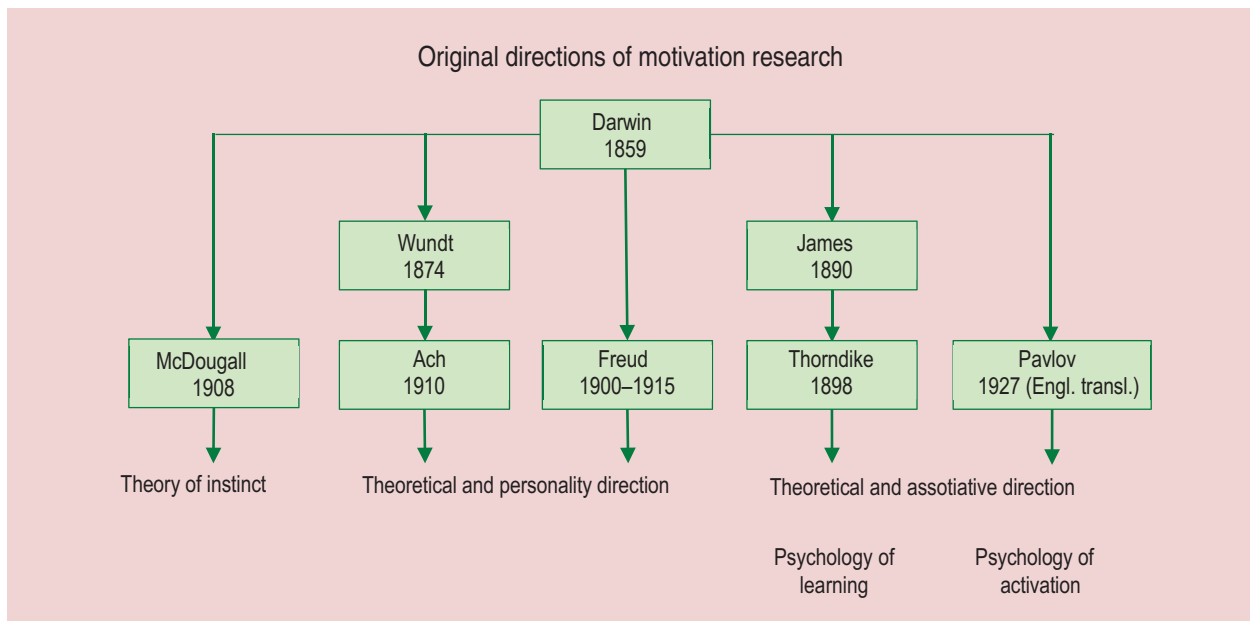 Original directions of motivation research
Darwin
1859
Wundt
1874
James
1890
McDougall
1908
Ach
1910
Freud
1900–1915
Thorndike
1898
Pavlov
1927 (Engl. transl.)
Theory of instinct
Theoretical and personality direction
Theoretical and assotiative direction
Psychology of
learning
Psychology of
activation